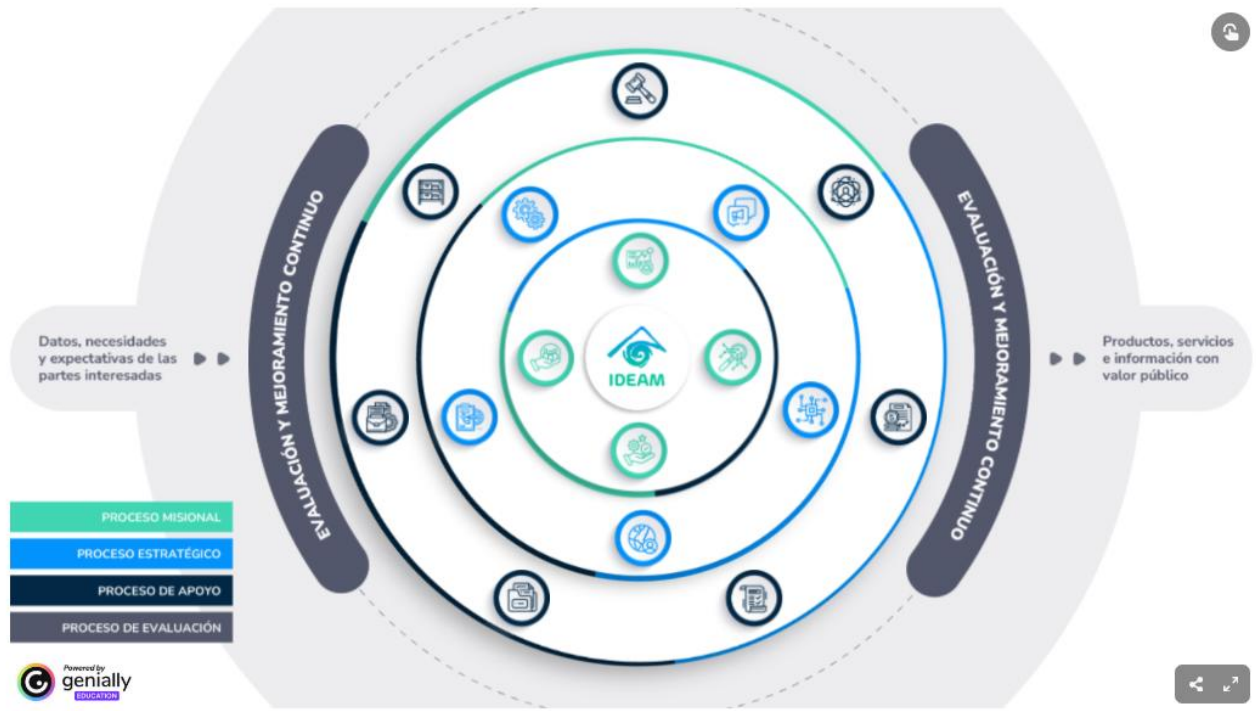 EVALUACIÓN Y MEJORAMIENTO CONTINUO
EVALUACIÓN Y MEJORAMIENTO CONTINUO
Datos, necesidades
y expectativas de las
partes interesadas
IDEAM
Productos, servicios
e información con
valor público
PROCESO MISIONAL
PROCESO ESTRATÉGICO
PROCESO DE APOYO
PROCESO DE EVALUACIÓN
Powered by
genially
EDUCATION